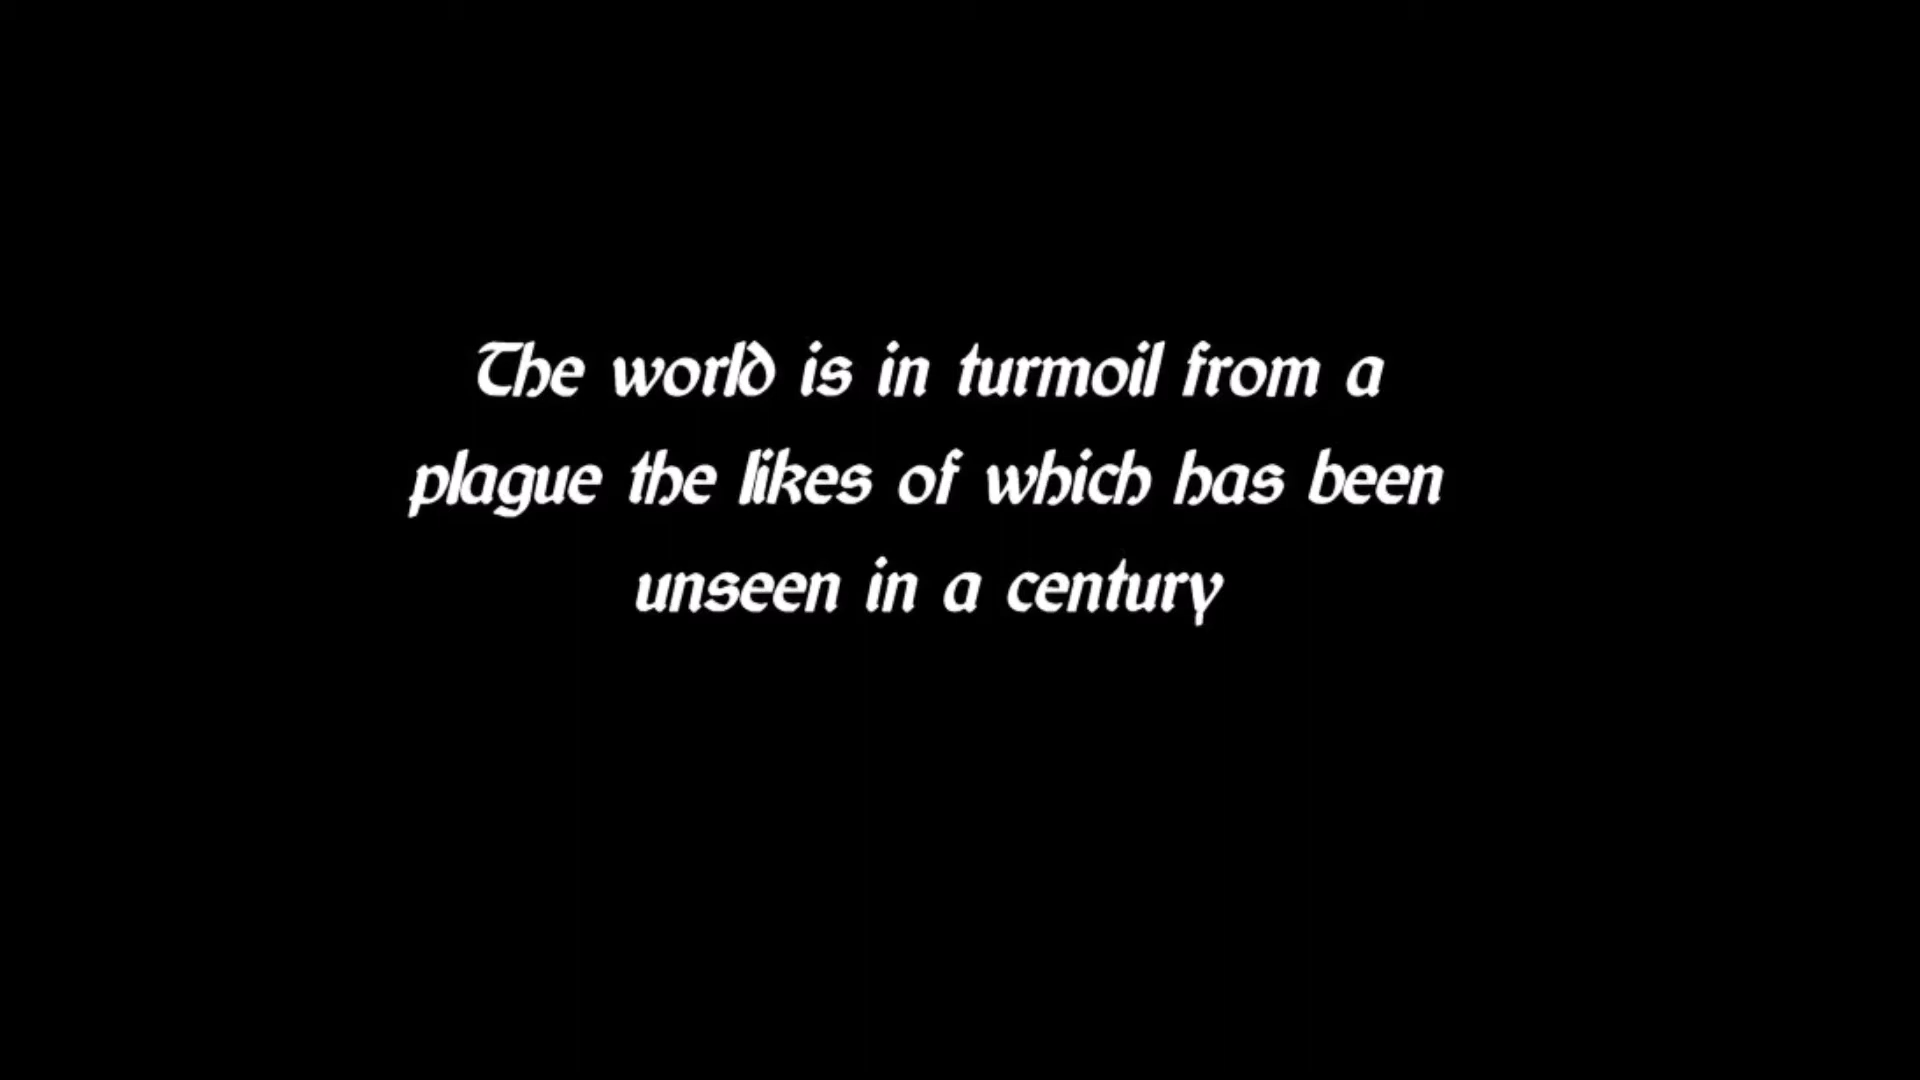 The world is in turmoil from a
plague the likes of which has been
unseen in a century